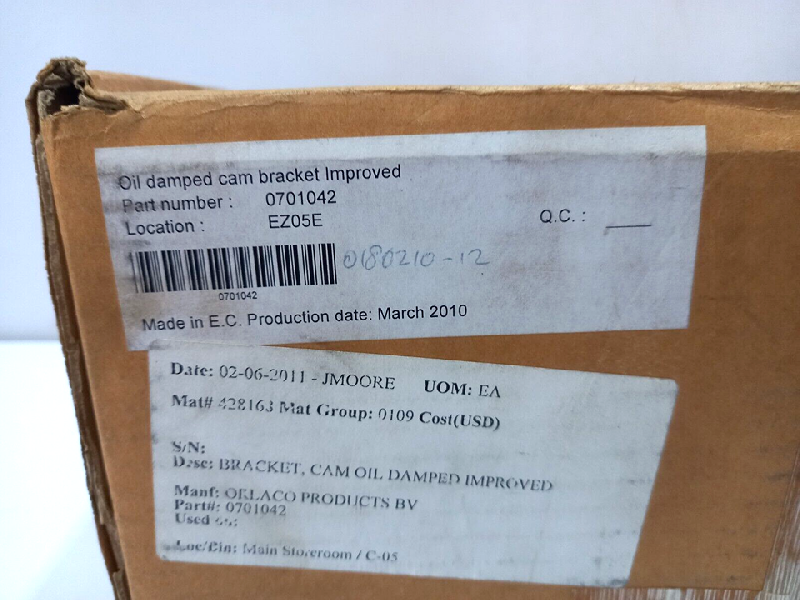 Oil damped cam bracket Improved
Part number : 0701042
Location : EZ05E Q.C. : ____
0180210-12
0701042
Made in E.C. Production date: March 2010
Date: 02-06-2011 - JMOORE UOM: EA
Mat# 428163 Mat Group: 0109 Cost(USD)
S/N:
Desc: BRACKET, CAM OIL DAMPED IMPROVED
Manf: ORLACO PRODUCTS BV
Part#: 0701042
Used
Loc/Bin: Main Storeroom / C-05